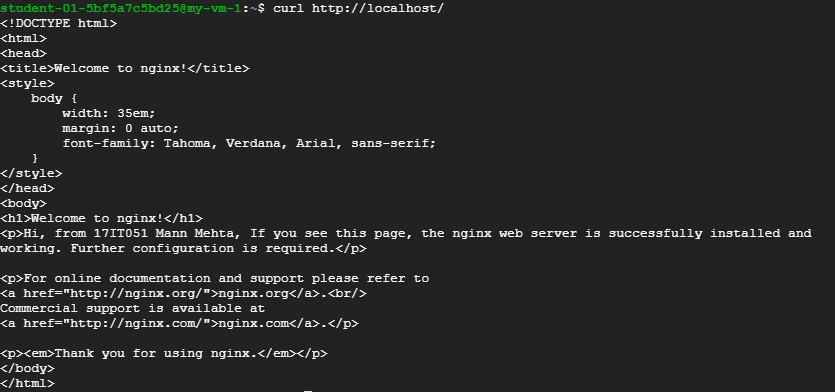 student-01-5bf5a7c5bd25@my-vm-1:~$ curl http://localhost/
<!DOCTYPE html>
<html>
<head>
<title>Welcome to nginx!</title>
<style>
    body {
        width: 35em;
        margin: 0 auto;
        font-family: Tahoma, Verdana, Arial, sans-serif;
    }
</style>
</head>
<body>
<h1>Welcome to nginx!</h1>
<p>Hi, from 17IT051 Mann Mehta, If you see this page, the nginx web server is successfully installed and
working. Further configuration is required.</p>

<p>For online documentation and support please refer to
<a href="http://nginx.org/">nginx.org</a>.<br/>
Commercial support is available at
<a href="http://nginx.com/">nginx.com</a>.</p>

<p><em>Thank you for using nginx.</em></p>
</body>
</html>